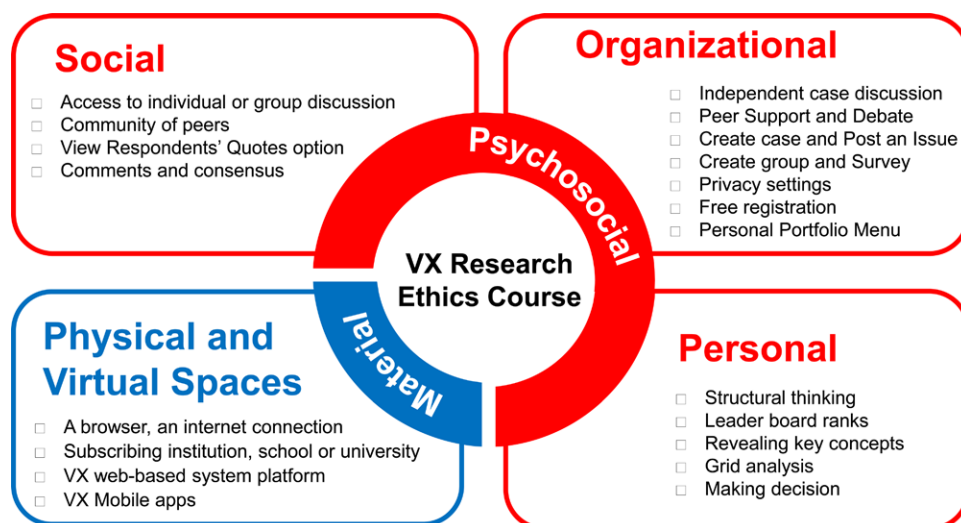 Social
Access to individual or group discussion
Community of peers
View Respondents’ Quotes option
Comments and consensus
Organizational
Independent case discussion
Peer Support and Debate
Create case and Post an Issue
Create group and Survey
Privacy settings
Free registration
Personal Portfolio Menu
Psychosocial
VX Research
Ethics Course
Material
Physical and
Virtual Spaces
A browser, an internet connection
Subscribing institution, school or university
VX web-based system platform
VX Mobile apps
Personal
Structural thinking
Leader board ranks
Revealing key concepts
Grid analysis
Making decision